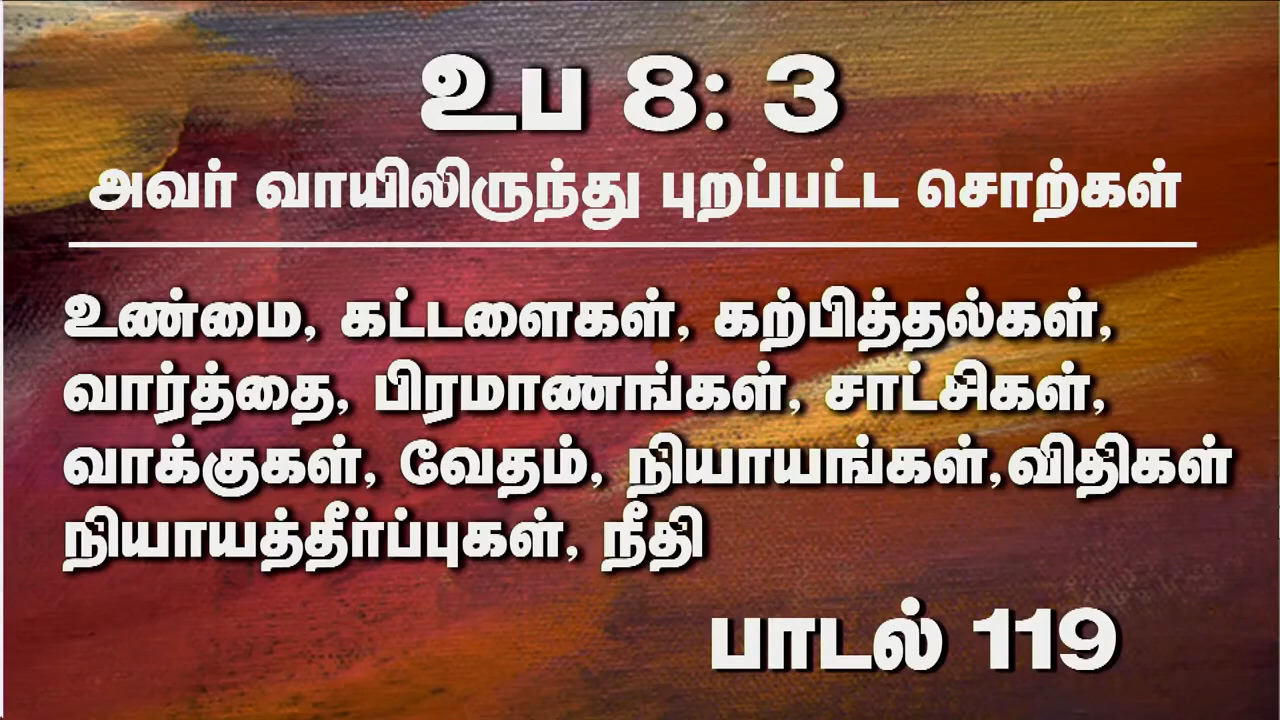 உப 8: 3
அவர் வாயிலிருந்து புறப்பட்ட சொற்கள்
உண்மை, கட்டளைகள், கற்பித்தல்கள்,
வார்த்தை, பிரமாணங்கள், சாட்சிகள்,
வாக்குகள், வேதம், நியாயங்கள்,விதிகள்
நியாயத்தீர்ப்புகள், நீதி
பாடல் 119